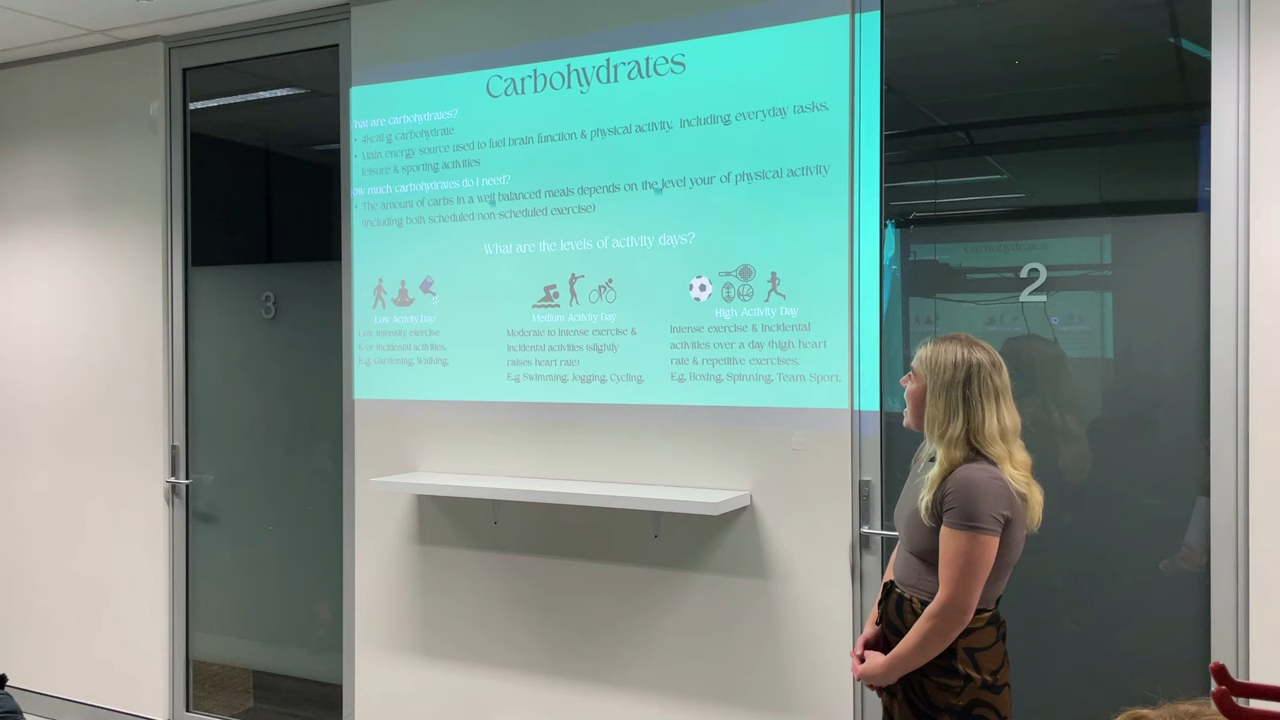 Carbohydrates
hat are carbohydrates?
• 4kcal g carbohydrate
• Main energy source used to fuel brain function & physical activity, including everyday tasks,
leisure & sporting activities
ow much carbohydrates do I need?
• The amount of carbs in a well balanced meals depends on the level your of physical activity
(including both scheduled non-scheduled exercise)
What are the levels of activity days?
Low Activity Day:
Low intensity exercise
&/or incidental activities.
E.g. Gardening, Walking.
Medium Activity Day
Moderate to intense exercise &
incidental activities (slightly
raises heart rate)
E.g Swimming, Jogging, Cycling.
High Activity Day
Intense exercise & Incidental
activities over a day (high heart
rate & repetitive exercises.
E.g. Boxing, Spinning, Team Sport.
3
2
Carbohydrates